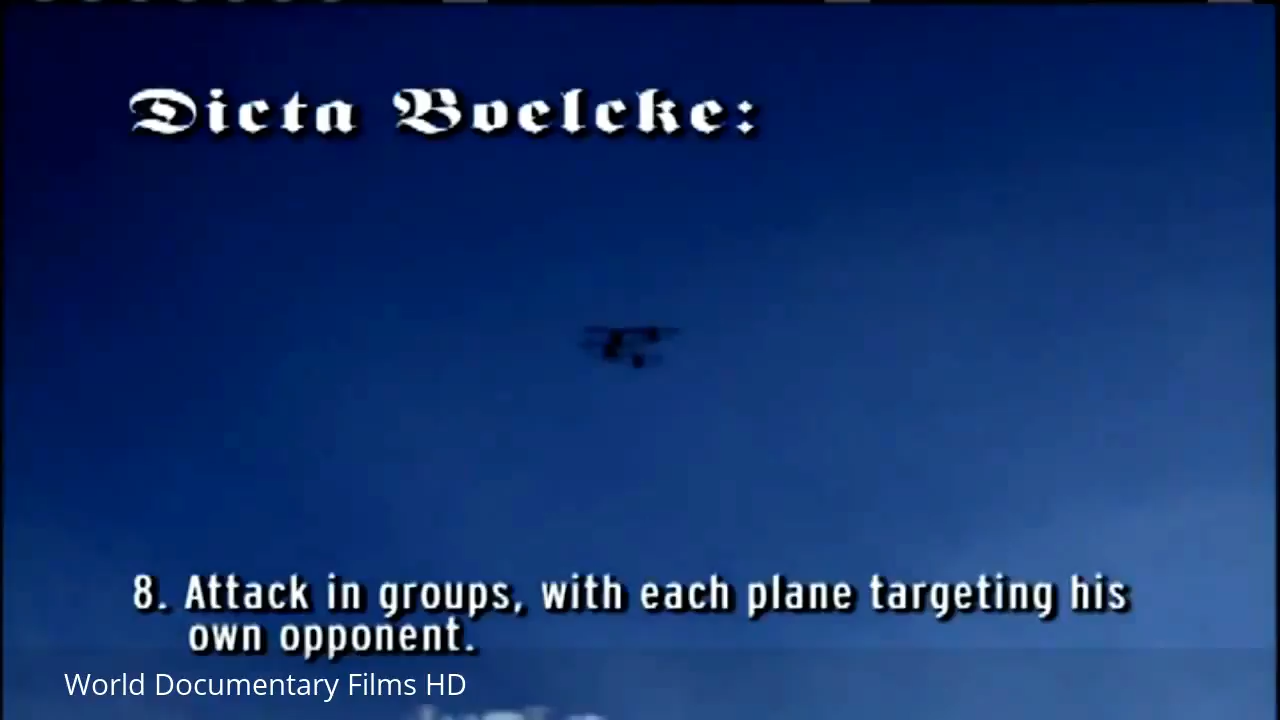 Dicta Boelcke:
8. Attack in groups, with each plane targeting his
own opponent.
World Documentary Films HD